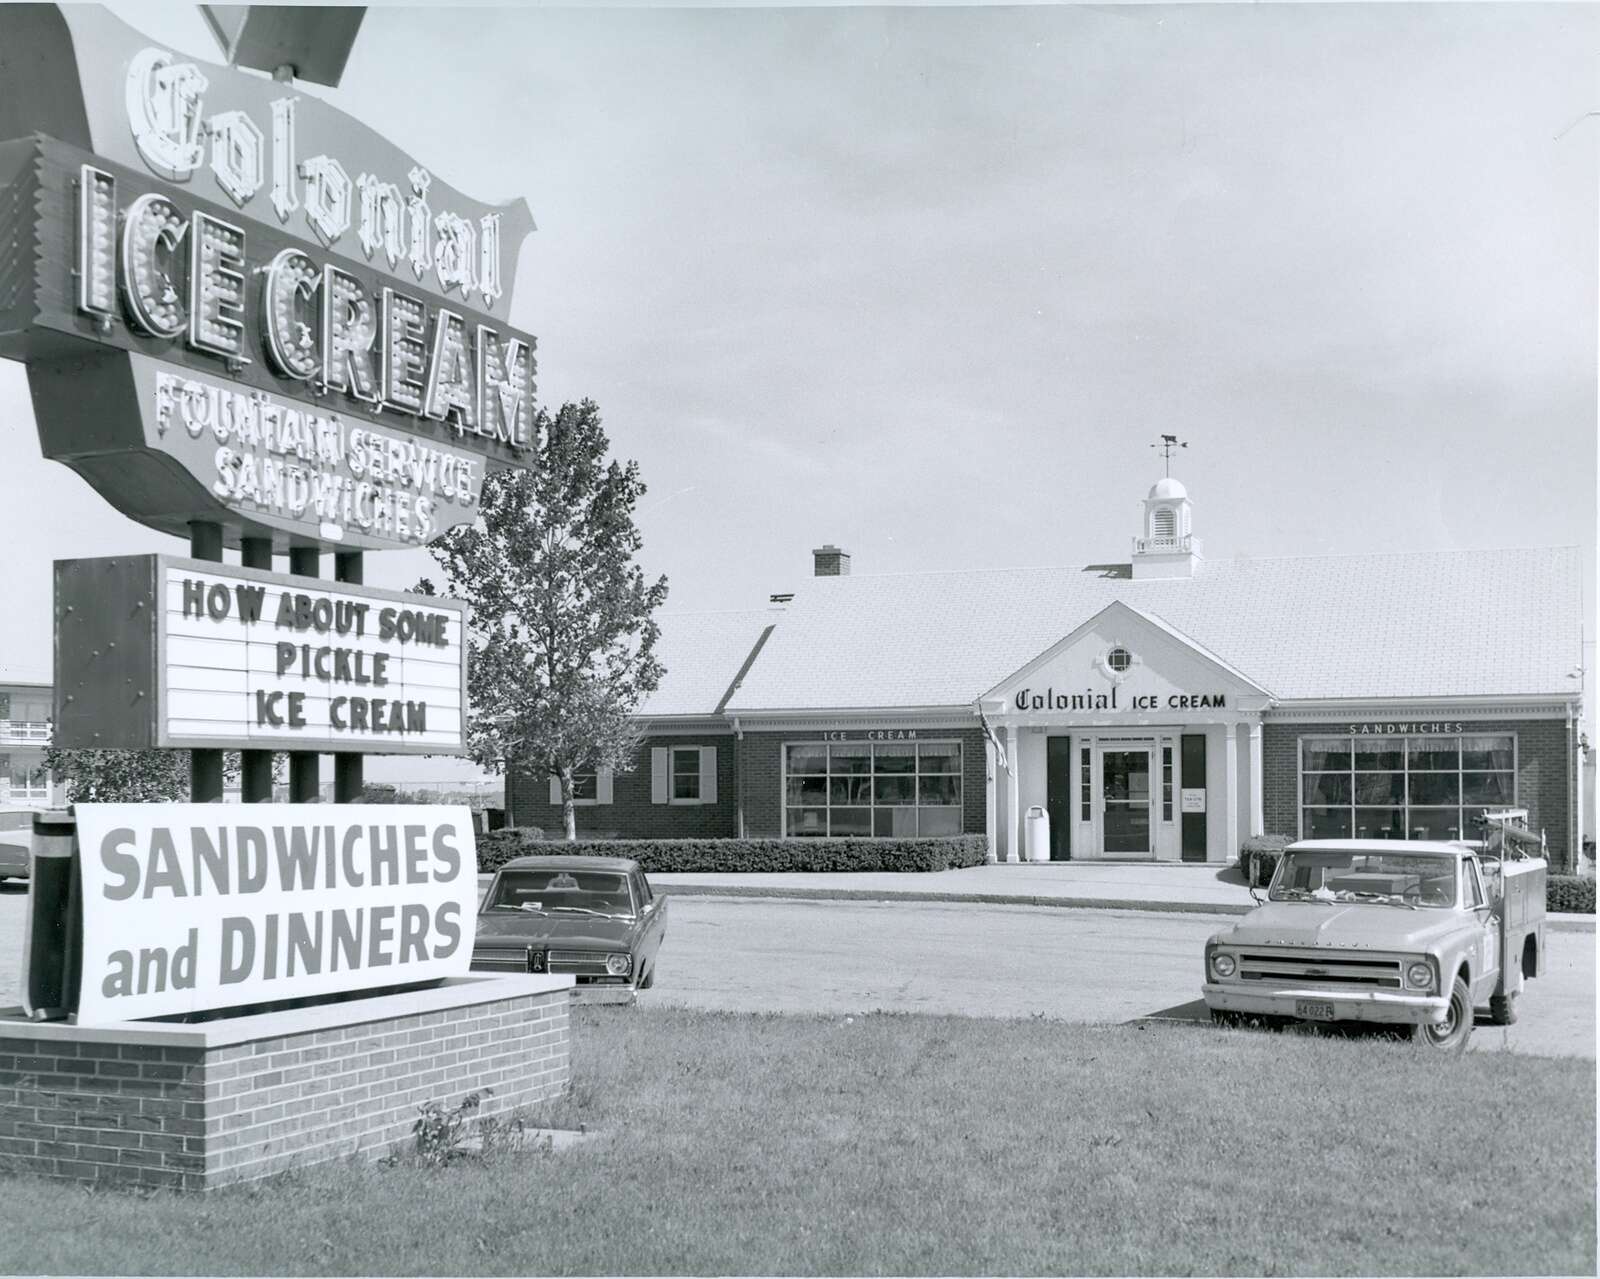 Colonial
ICE CREAM
FOUNTAIN SERVICE
SANDWICHES
HOW ABOUT SOME
PICKLE
ICE CREAM
SANDWICHES
and DINNERS
Colonial ICE CREAM
ICE CREAM
SANDWICHES
CHEVROLET